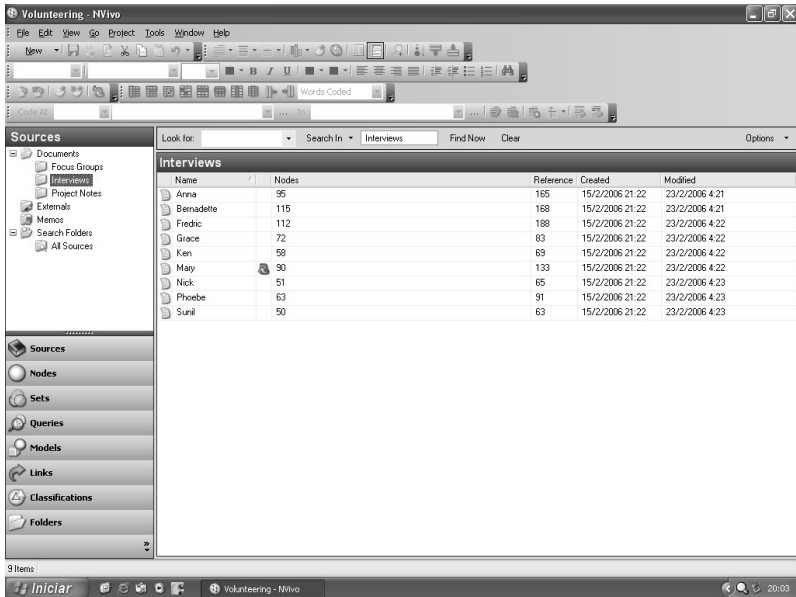 Volunteering - NVivo
File Edit View Go Project Tools Window Help
New
Words Coded
Code At In
Sources
Look for: Search In Interviews Find Now Clear Options
Documents
Focus Groups
Interviews
Project Notes
Externals
Memos
Search Folders
All Sources
Interviews
Name Nodes Reference Created Modified
Anna 95 165 15/2/2006 21:22 23/2/2006 4:21
Bernadette 115 168 15/2/2006 21:22 23/2/2006 4:21
Fredric 112 188 15/2/2006 21:22 23/2/2006 4:22
Grace 72 83 15/2/2006 21:22 23/2/2006 4:22
Ken 58 69 15/2/2006 21:22 23/2/2006 4:22
Mary 90 133 15/2/2006 21:22 23/2/2006 4:22
Nick 51 65 15/2/2006 21:22 23/2/2006 4:23
Phoebe 63 91 15/2/2006 21:22 23/2/2006 4:23
Sunil 50 63 15/2/2006 21:22 23/2/2006 4:23
Sources
Nodes
Sets
Queries
Models
Links
Classifications
Folders
9 Items
Iniciar Volunteering - NVivo 20:03